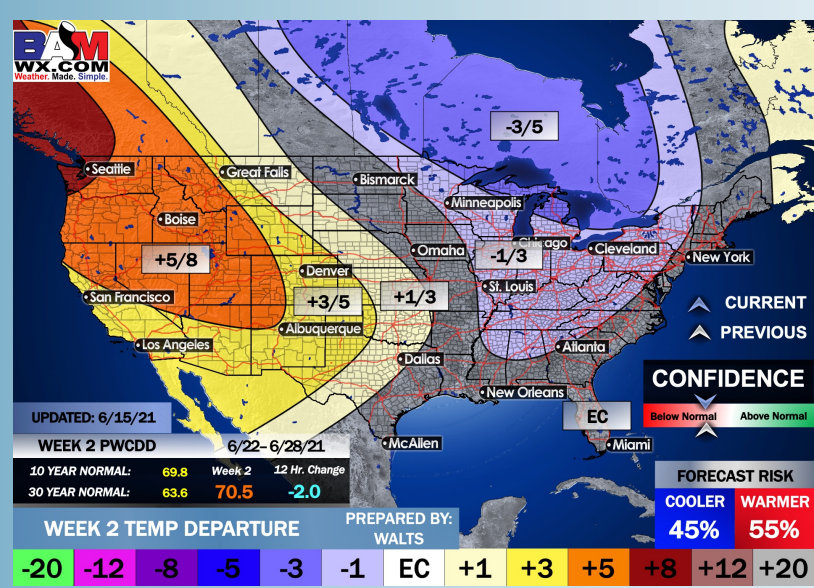 BAM
WX.COM
Weather. Made. Simple.
-3/5
Seattle
Great Falls
Bismarck
Minneapolis
Boise
Omaha
Chicago
Cleveland
New York
+5/8
-1/3
Denver
St. Louis
San Francisco
+3/5
+1/3
CURRENT
Albuquerque
PREVIOUS
Los Angeles
Dallas
Atlanta
CONFIDENCE
New Orleans
Below Normal
Above Normal
EC
UPDATED: 6/15/21
McAllen
Miami
WEEK 2 PWCDD
6/22–6/28/21
10 YEAR NORMAL: 69.8 Week 2 12 Hr. Change
30 YEAR NORMAL: 63.6 70.5 -2.0
FORECAST RISK
COOLER WARMER
45% 55%
WEEK 2 TEMP DEPARTURE
PREPARED BY:
WALTS
-20 -12 -8 -5 -3 -1 EC +1 +3 +5 +8 +12 +20